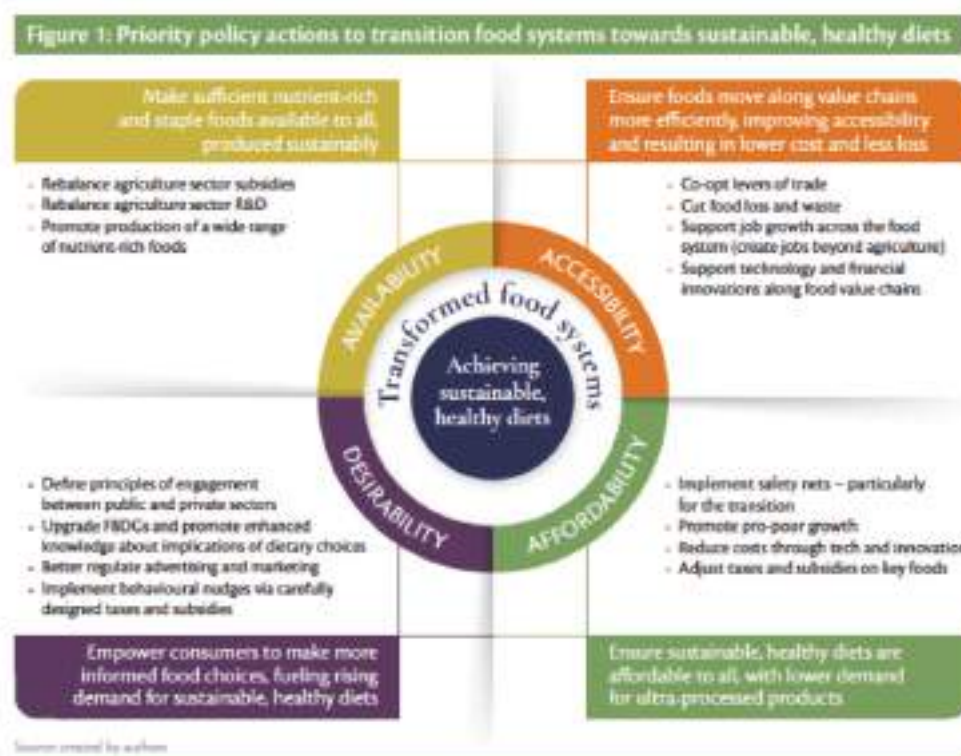 Figure 1: Priority policy actions to transition food systems towards sustainable, healthy diets
Make sufficient nutrient-rich
and staple foods available to all,
produced sustainably
- Rebalance agriculture sector subsidies
- Rebalance agriculture sector R&D
- Promote production of a wide range
of nutrient-rich foods
Ensure foods move along value chains
more efficiently, improving accessibility
and resulting in lower cost and less loss
- Co-opt levers of trade
- Cut food loss and waste
- Support job growth across the food
system (create jobs beyond agriculture)
- Support technology and financial
innovations along food value chains
AVAILABILITY
ACCESSIBILITY
Transformed food systems
Achieving
sustainable,
healthy diets
DESIRABILITY
AFFORDABILITY
- Define principles of engagement
between public and private sectors
- Upgrade FBDGs and promote enhanced
knowledge about implications of dietary choices
- Better regulate advertising and marketing
- Implement behavioural nudges via carefully
designed taxes and subsidies
Empower consumers to make more
informed food choices, fueling rising
demand for sustainable, healthy diets
- Implement safety nets – particularly
for the transition
- Promote pro-poor growth
- Reduce costs through tech and innovation
- Adjust taxes and subsidies on key foods
Ensure sustainable, healthy diets are
affordable to all, with lower demand
for ultra-processed products
Source: created by authors